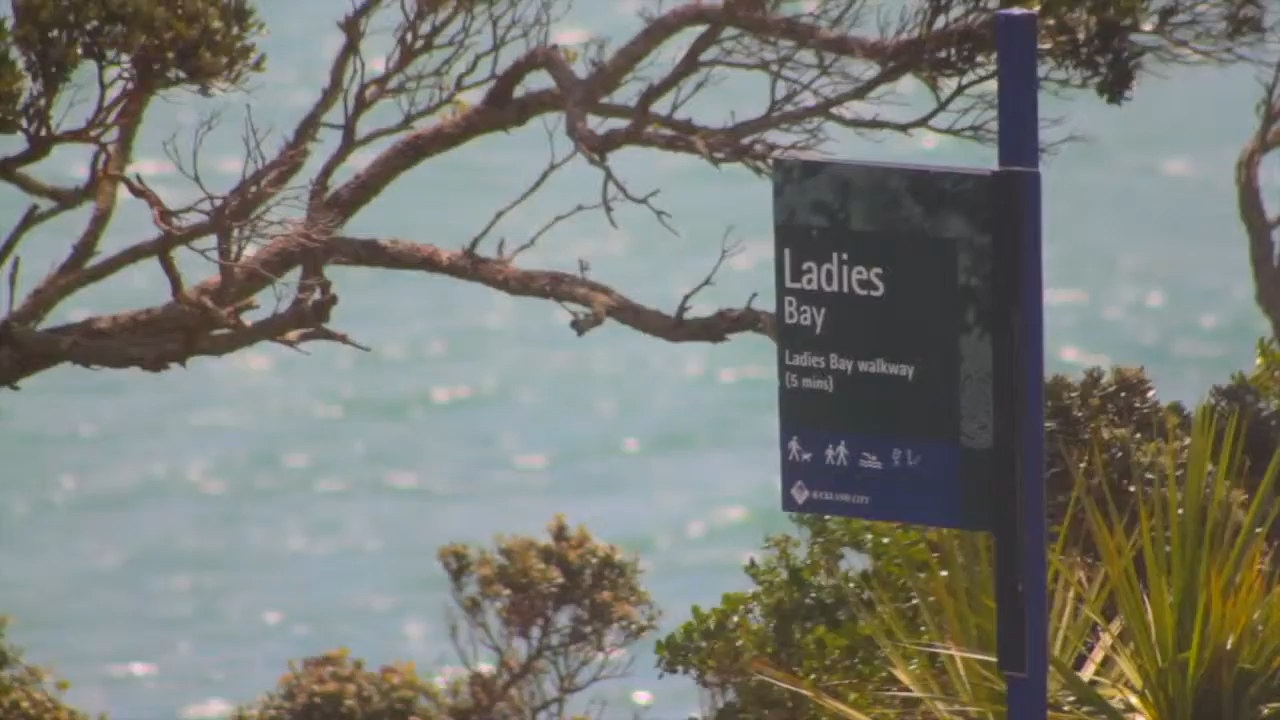 Ladies
Bay
Ladies Bay walkway
(5 mins)
AUCKLAND CITY